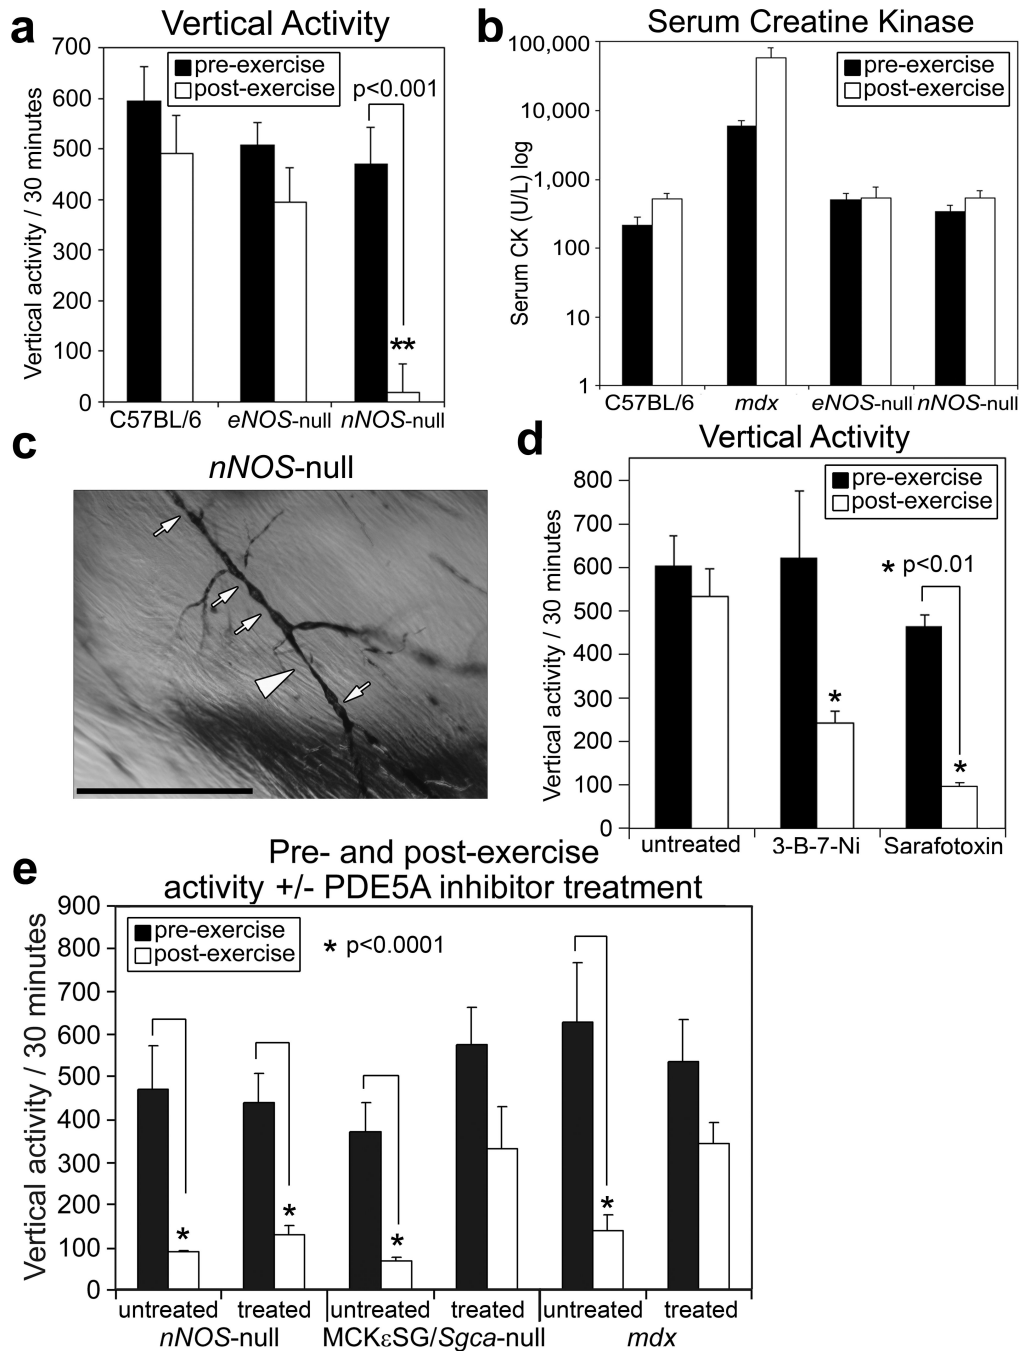 a
Vertical Activity
Vertical activity / 30 minutes
700
600
500
400
300
200
100
0
pre-exercise
post-exercise
p<0.001
**
C57BL/6
eNOS-null
nNOS-null
b
Serum Creatine Kinase
Serum CK (U/L) log
100,000
10,000
1,000
100
10
1
pre-exercise
post-exercise
C57BL/6
mdx
eNOS-null
nNOS-null
c
nNOS-null
d
Vertical Activity
Vertical activity / 30 minutes
800
700
600
500
400
300
200
100
0
pre-exercise
post-exercise
* p<0.01
*
*
untreated
3-B-7-Ni
Sarafotoxin
e
Pre- and post-exercise
activity +/- PDE5A inhibitor treatment
Vertical activity / 30 minutes
900
800
700
600
500
400
300
200
100
0
pre-exercise
post-exercise
* p<0.0001
*
*
*
*
untreated
treated
untreated
treated
untreated
treated
nNOS-null
MCKεSG/Sgca-null
mdx